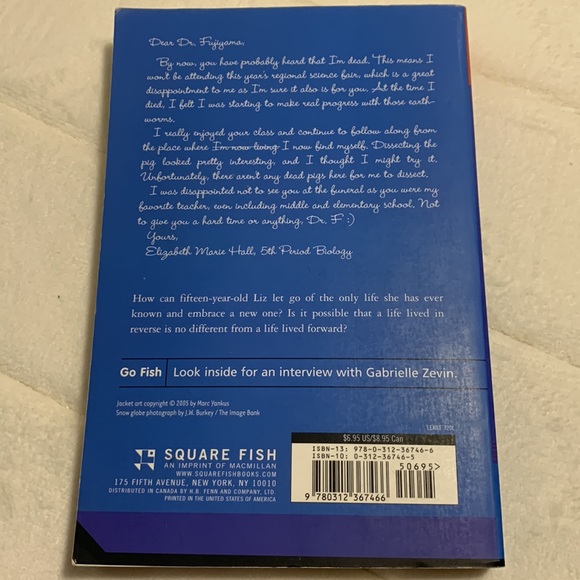 Dear Dr. Fujiyama,
By now, you have probably heard that I'm dead. This means I
won't be attending this year's regional science fair, which is a great
disappointment to me as I'm sure it also is for you. At the time I
died, I felt I was starting to make real progress with those earth-
worms.
I really enjoyed your class and continue to follow along from
the place where I'm now living I now find myself. Dissecting the
pig looked pretty interesting, and I thought I might try it.
Unfortunately, there aren't any dead pigs here for me to dissect.
I was disappointed not to see you at the funeral as you were my
favorite teacher, even including middle and elementary school. Not
to give you a hard time or anything, Dr. F :)
Yours,
Elizabeth Marie Hall, 5th Period Biology
How can fifteen-year-old Liz let go of the only life she has ever
known and embrace a new one? Is it possible that a life lived in
reverse is no different from a life lived forward?
Go Fish Look inside for an interview with Gabrielle Zevin.
Jacket art copyright © 2005 by Marc Yankus
Snow globe photograph by J.W. Burkey / The Image Bank
SQUARE FISH
AN IMPRINT OF MACMILLAN
WWW.SQUAREFISHBOOKS.COM
175 FIFTH AVENUE, NEW YORK, NY 10010
DISTRIBUTED IN CANADA BY H.B. FENN AND COMPANY, LTD.
PRINTED IN THE UNITED STATES OF AMERICA
$6.95 US/$8.95 Can
ISBN-13: 978-0-312-36746-6
ISBN-10: 0-312-36746-5
50695>
9 780312 367466